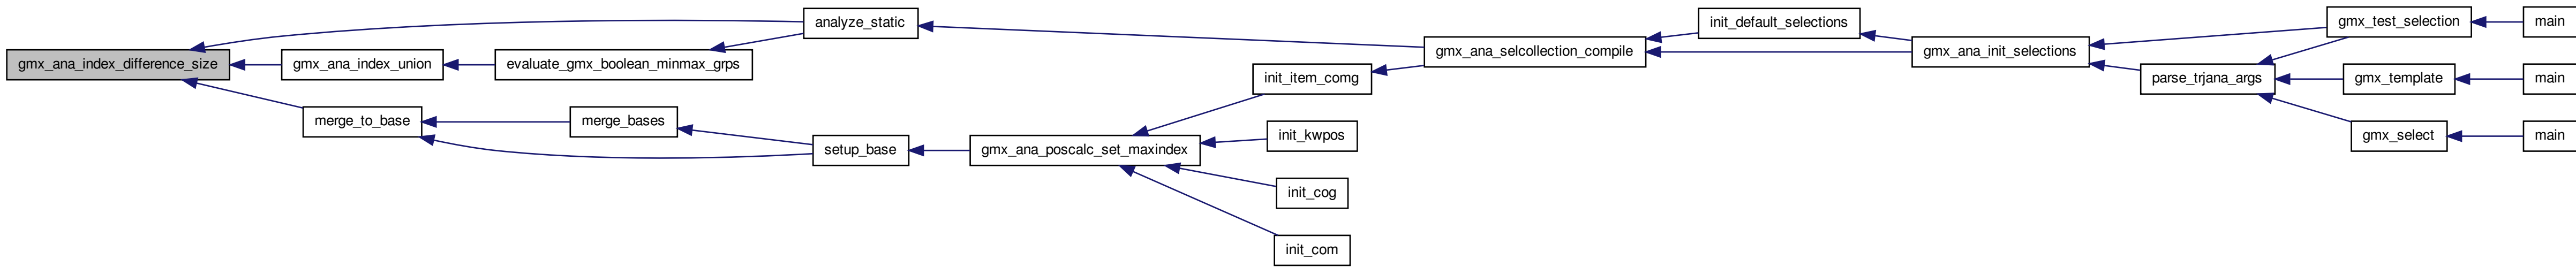 gmx_ana_index_difference_size
gmx_ana_index_union
evaluate_gmx_boolean_minmax_grps
analyze_static
merge_to_base
merge_bases
setup_base
gmx_ana_poscalc_set_maxindex
init_item_comg
init_kwpos
init_cog
init_com
gmx_ana_selcollection_compile
init_default_selections
gmx_ana_init_selections
gmx_test_selection
main
parse_trjana_args
gmx_template
main
gmx_select
main